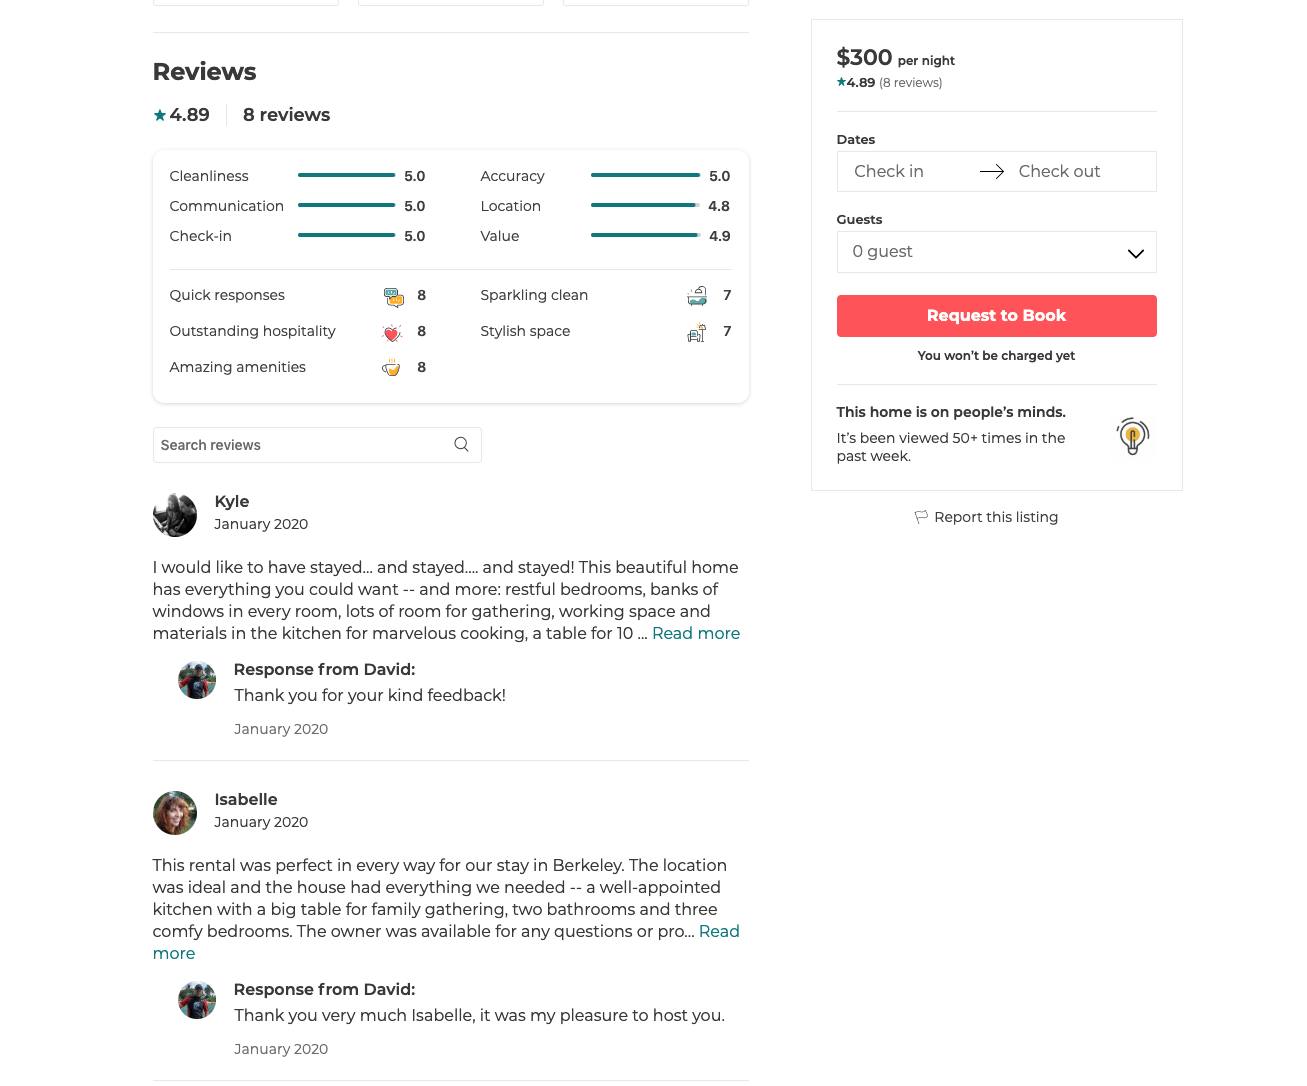 Reviews
4.89 8 reviews
Cleanliness 5.0 Accuracy 5.0
Communication 5.0 Location 4.8
Check-in 5.0 Value 4.9
Quick responses 8 Sparkling clean 7
Outstanding hospitality 8 Stylish space 7
Amazing amenities 8
Search reviews
Kyle
January 2020
I would like to have stayed... and stayed.... and stayed! This beautiful home
has everything you could want -- and more: restful bedrooms, banks of
windows in every room, lots of room for gathering, working space and
materials in the kitchen for marvelous cooking, a table for 10 ... Read more
Response from David:
Thank you for your kind feedback!
January 2020
Isabelle
January 2020
This rental was perfect in every way for our stay in Berkeley. The location
was ideal and the house had everything we needed -- a well-appointed
kitchen with a big table for family gathering, two bathrooms and three
comfy bedrooms. The owner was available for any questions or pro... Read
more
Response from David:
Thank you very much Isabelle, it was my pleasure to host you.
January 2020
$300 per night
4.89 (8 reviews)
Dates
Check in Check out
Guests
0 guest
Request to Book
You won't be charged yet
This home is on people's minds.
It's been viewed 50+ times in the
past week.
Report this listing